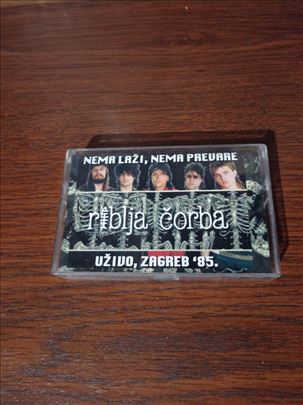 NEMA LAŽI, NEMA PREVARE
riblja čorba
UŽIVO, ZAGREB '85.